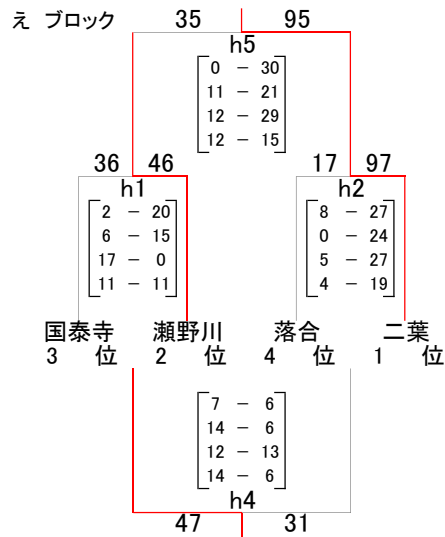 え ブロック 35 95
h5
0 － 30
11 － 21
12 － 29
12 － 15
36 46 17 97
h1 h2
2 － 20 8 － 27
6 － 15 0 － 24
17 － 0 5 － 27
11 － 11 4 － 19
国泰寺 瀬野川 落合 二葉
3 位 2 位 4 位 1 位
7 － 6
14 － 6
12 － 13
14 － 6
h4
47 31